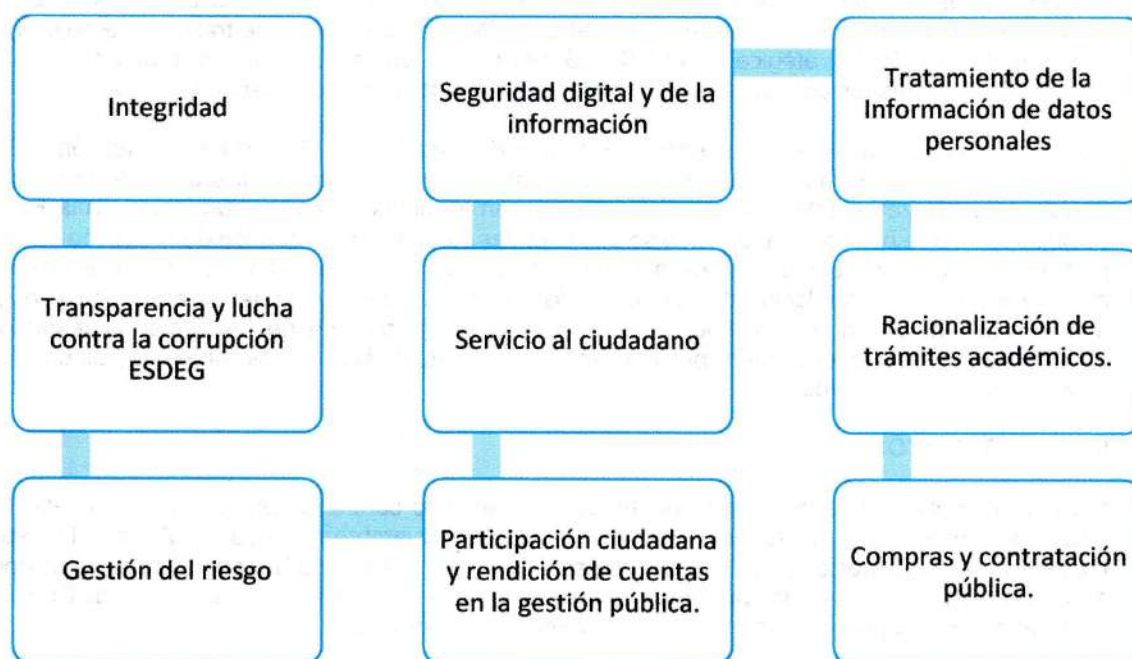 Integridad
Transparencia y lucha
contra la corrupción
ESDEG
Gestión del riesgo
Participación ciudadana
y rendición de cuentas
en la gestión pública.
Servicio al ciudadano
Seguridad digital y de la
información
Tratamiento de la
Información de datos
personales
Racionalización de
trámites académicos.
Compras y contratación
pública.